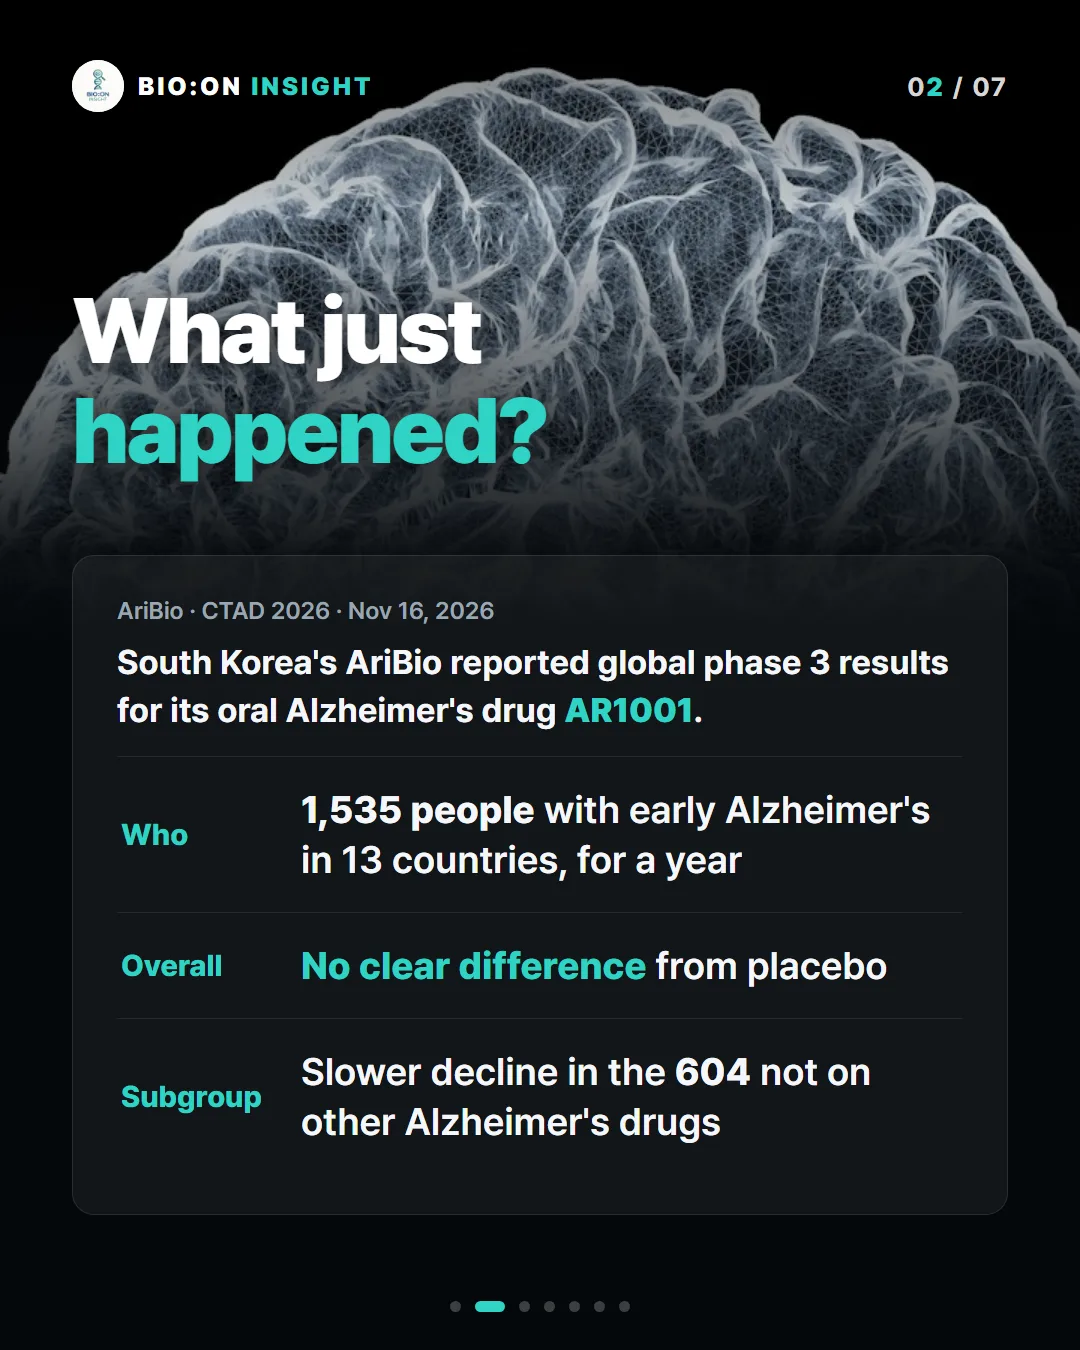 BIO:ON INSIGHT
02 / 07
What just
happened?
AriBio · CTAD 2026 · Nov 16, 2026
South Korea's AriBio reported global phase 3 results
for its oral Alzheimer's drug AR1001.
Who
1,535 people with early Alzheimer's
in 13 countries, for a year
Overall
No clear difference from placebo
Subgroup
Slower decline in the 604 not on
other Alzheimer's drugs